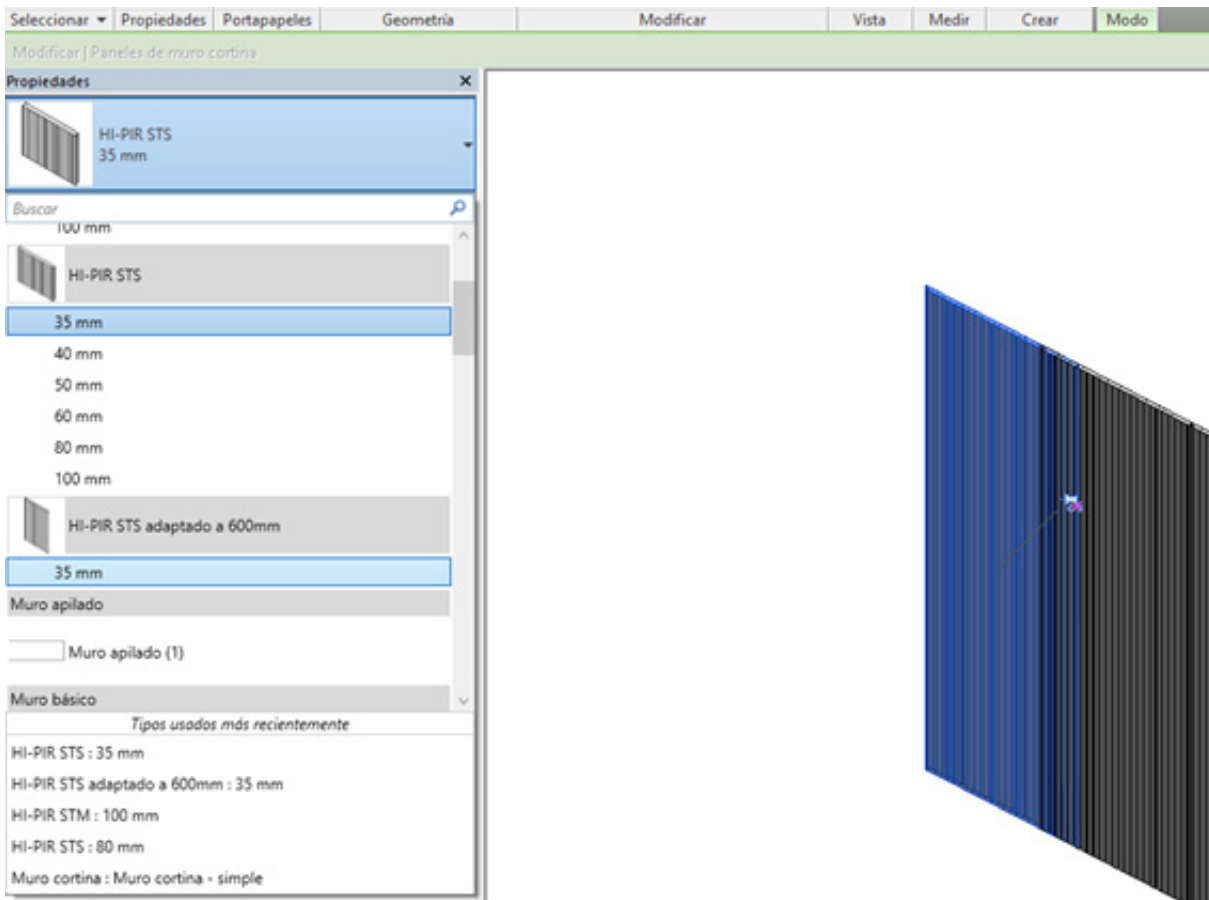 Seleccionar Propiedades Portapapeles Geometría Modificar Vista Medir Crear Modo
Modificar | Paneles de muro cortina
Propiedades
HI-PIR STS
35 mm
Buscar
100 mm
HI-PIR STS
35 mm
40 mm
50 mm
60 mm
80 mm
100 mm
HI-PIR STS adaptado a 600mm
35 mm
Muro apilado
Muro apilado (1)
Muro básico
Tipos usados más recientemente
HI-PIR STS : 35 mm
HI-PIR STS adaptado a 600mm : 35 mm
HI-PIR STM : 100 mm
HI-PIR STS : 80 mm
Muro cortina : Muro cortina - simple